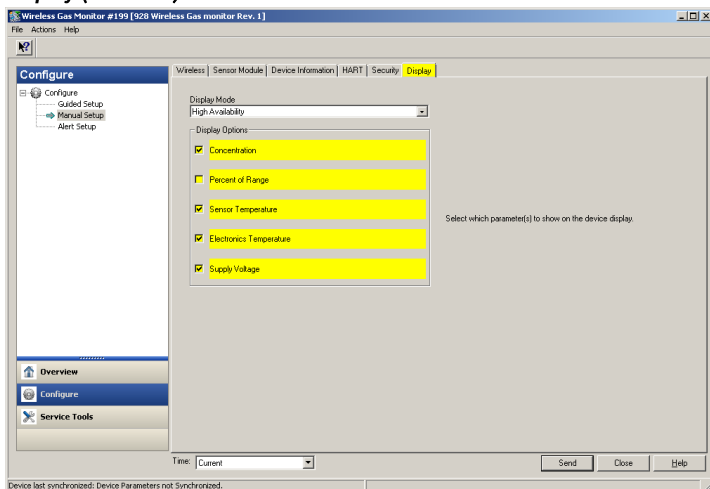 Wireless Gas Monitor #199 [928 Wireless Gas monitor Rev. 1]
File Actions Help
Configure
Configure
Guided Setup
Manual Setup
Alert Setup
Overview
Configure
Service Tools
Wireless Sensor Module Device Information HART Security Display
Display Mode
High Availability
Display Options
Concentration
Percent of Range
Sensor Temperature
Electronics Temperature
Supply Voltage
Select which parameter(s) to show on the device display.
Time: Current
Send Close Help
Device last synchronized: Device Parameters not Synchronized.